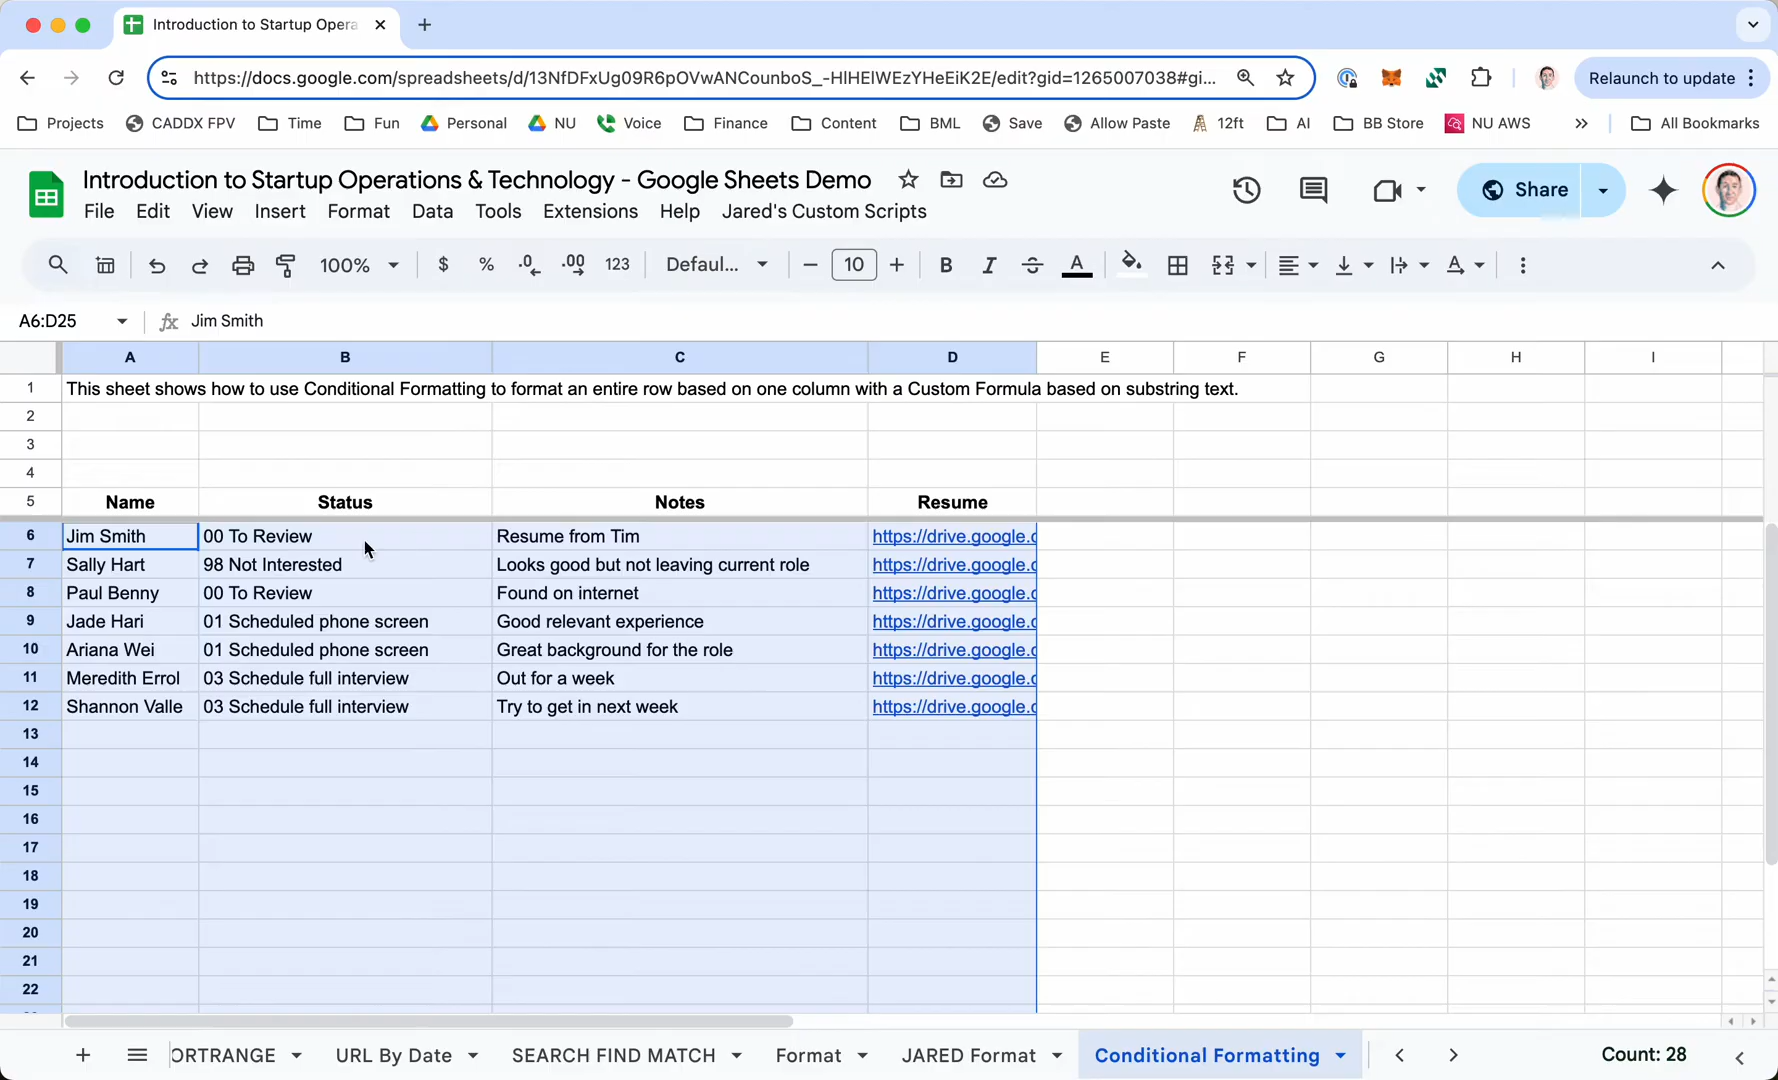 Introduction to Startup Opera
https://docs.google.com/spreadsheets/d/13NfDFxUg09R6pOVwANCounboS_-HlHElWEzYHeEiK2E/edit?gid=1265007038#gi...
Relaunch to update
Projects CADDX FPV Time Fun Personal NU Voice Finance Content BML Save Allow Paste 12ft AI BB Store NU AWS All Bookmarks
Introduction to Startup Operations & Technology - Google Sheets Demo
Share
File Edit View Insert Format Data Tools Extensions Help Jared's Custom Scripts
100% $ % .0 .00 123 Defaul... 10 B I S A
A6:D25 fx Jim Smith
A B C D E F G H I
1 This sheet shows how to use Conditional Formatting to format an entire row based on one column with a Custom Formula based on substring text.
2
3
4
5 Name Status Notes Resume
6 Jim Smith 00 To Review Resume from Tim https://drive.google.c
7 Sally Hart 98 Not Interested Looks good but not leaving current role https://drive.google.c
8 Paul Benny 00 To Review Found on internet https://drive.google.c
9 Jade Hari 01 Scheduled phone screen Good relevant experience https://drive.google.c
10 Ariana Wei 01 Scheduled phone screen Great background for the role https://drive.google.c
11 Meredith Errol 03 Schedule full interview Out for a week https://drive.google.c
12 Shannon Valle 03 Schedule full interview Try to get in next week https://drive.google.c
13
14
15
16
17
18
19
20
21
22
ORTRANGE URL By Date SEARCH FIND MATCH Format JARED Format Conditional Formatting Count: 28